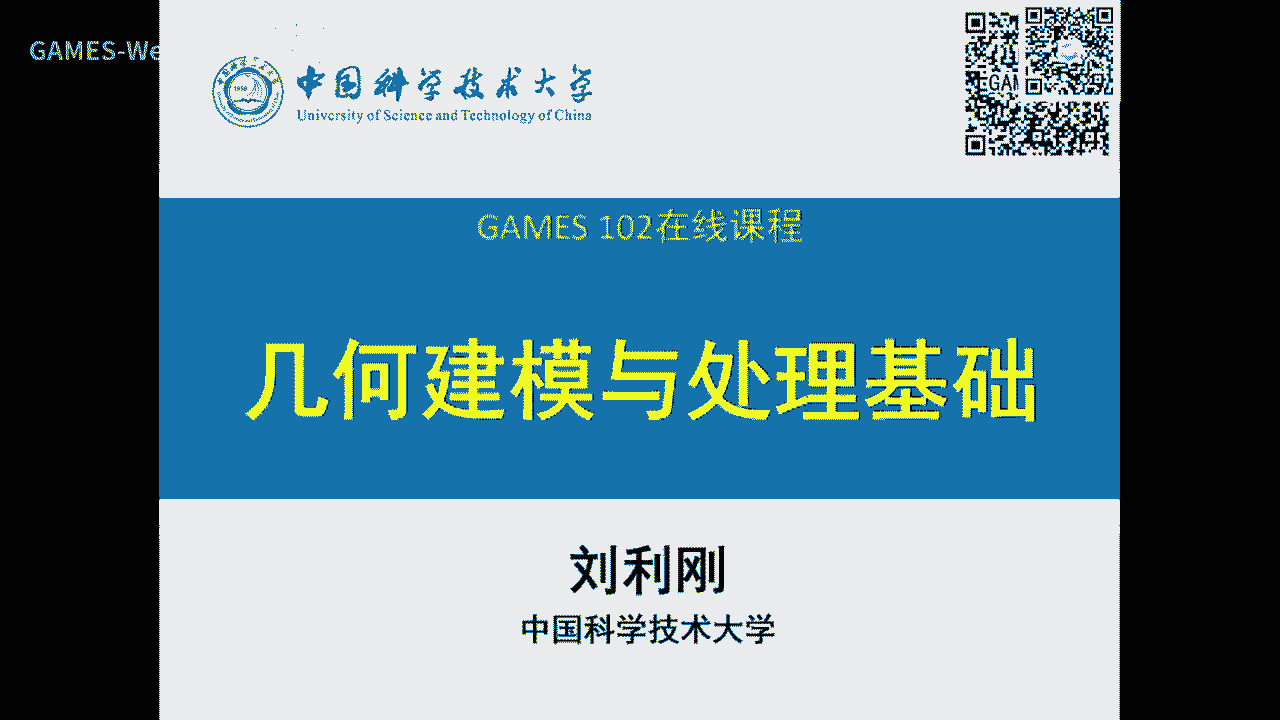 GAMES-We
中国科学技术大学
University of Science and Technology of China
1958
GAM
GAMES 102在线课程
几何建模与处理基础
刘利刚
中国科学技术大学